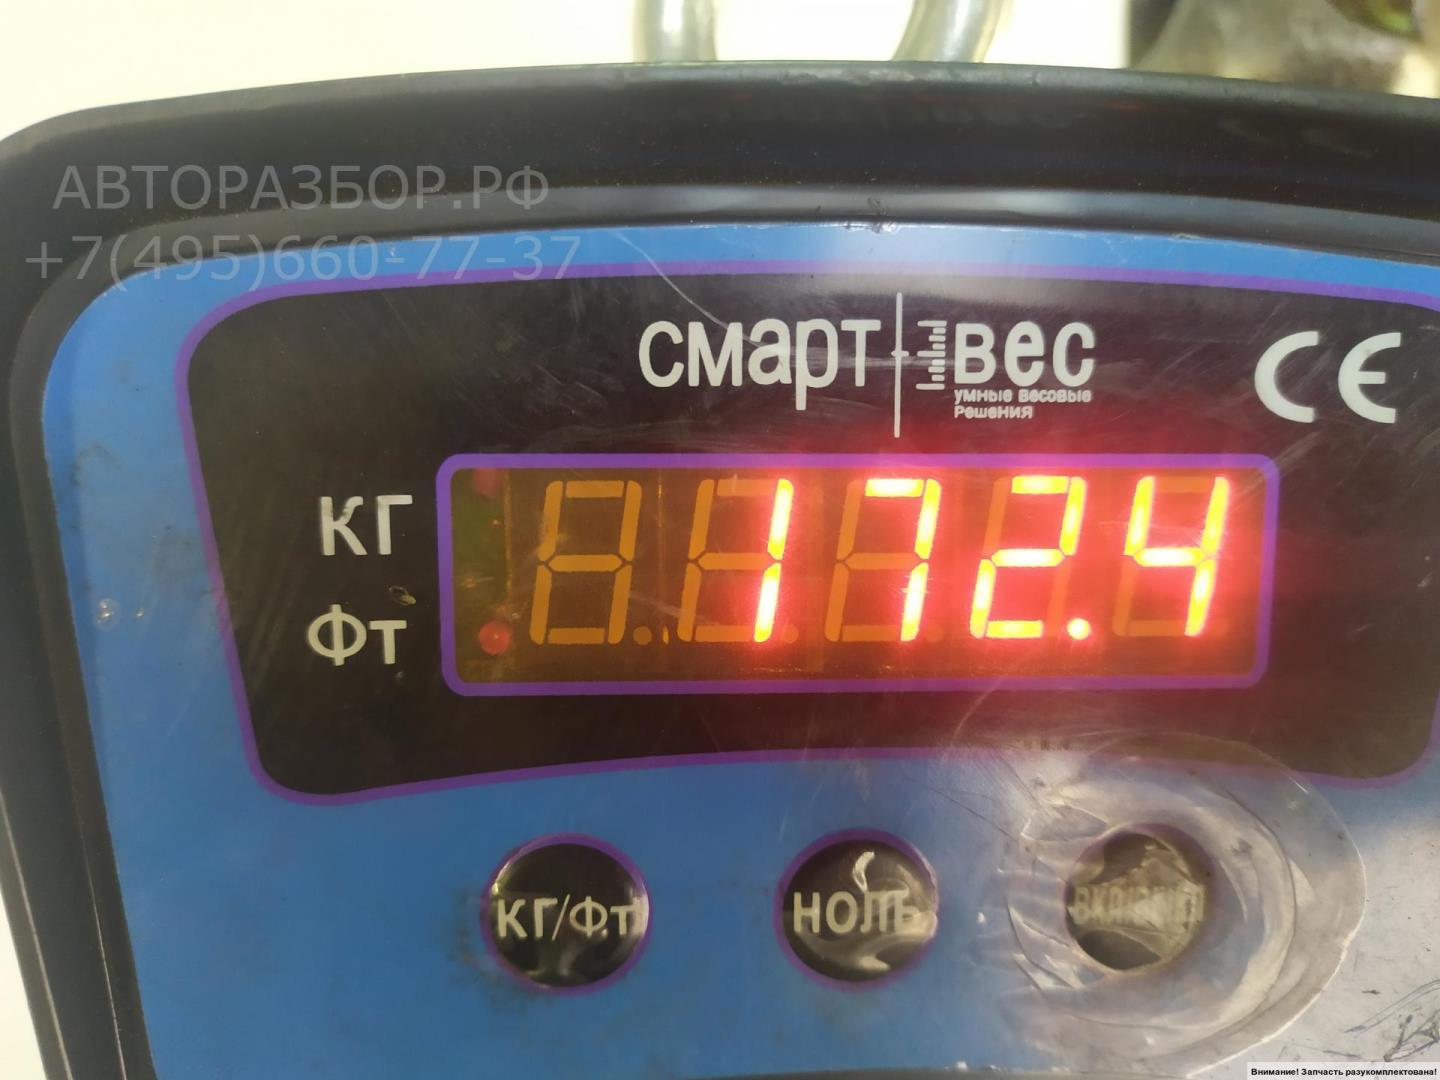 АВТОРАЗБОР.РФ
+7(495)660-77-37
смарт вес
умные весовые
решения
CE
КГ
172.4
Фт
КГ/Фт
НОЛЬ
Внимание! Запчасть разукомплектована!